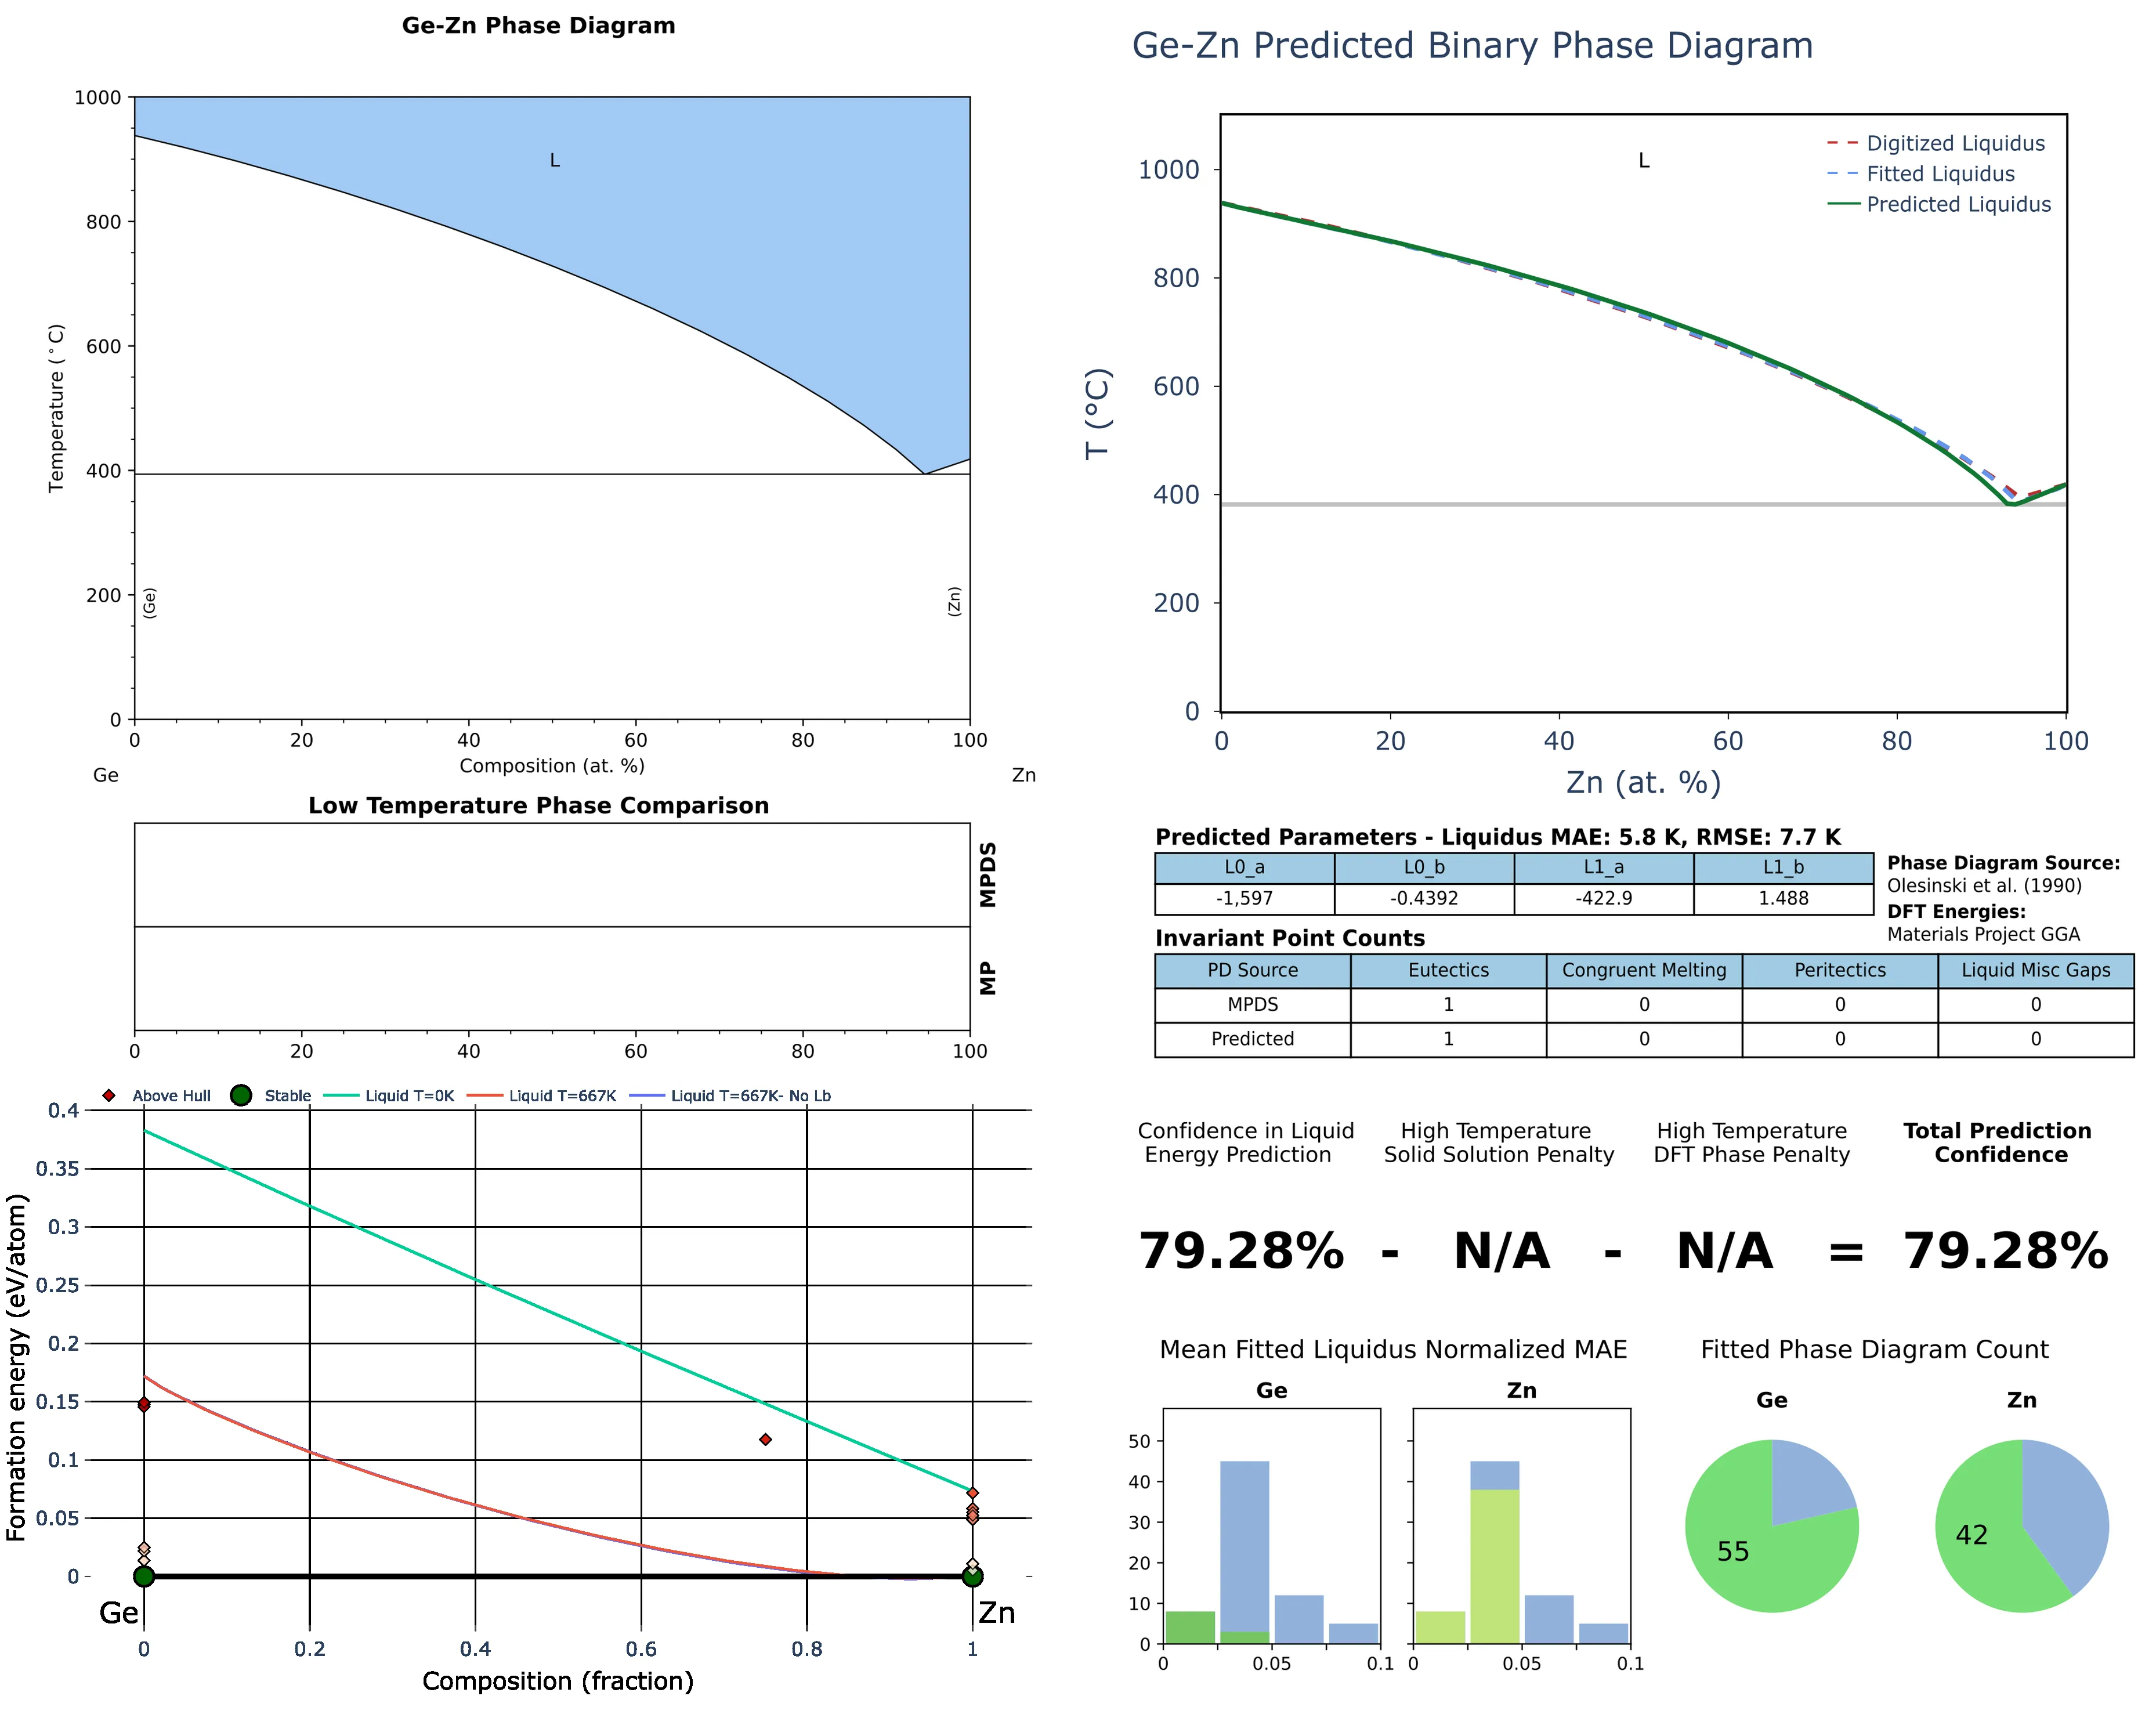 Ge-Zn Phase Diagram
1000
800
600
400
200
0
Temperature (°C)
L
(Ge)
(Zn)
0 20 40 60 80 100
Composition (at. %)
Ge
Zn
Low Temperature Phase Comparison
MPDS
MP
0 20 40 60 80 100
Above Hull Stable Liquid T=0K Liquid T=667K Liquid T=667K- No Lb
0.4
0.35
0.3
0.25
0.2
0.15
0.1
0.05
0
Formation energy (eV/atom)
Ge
Zn
0 0.2 0.4 0.6 0.8 1
Composition (fraction)
Ge-Zn Predicted Binary Phase Diagram
L
Digitized Liquidus
Fitted Liquidus
Predicted Liquidus
1000
800
600
400
200
0
T (°C)
0 20 40 60 80 100
Zn (at. %)
Predicted Parameters - Liquidus MAE: 5.8 K, RMSE: 7.7 K
L0_a L0_b L1_a L1_b
-1,597 -0.4392 -422.9 1.488
Phase Diagram Source:
Olesinski et al. (1990)
DFT Energies:
Materials Project GGA
Invariant Point Counts
PD Source Eutectics Congruent Melting Peritectics Liquid Misc Gaps
MPDS 1 0 0 0
Predicted 1 0 0 0
Confidence in Liquid
Energy Prediction
High Temperature
Solid Solution Penalty
High Temperature
DFT Phase Penalty
Total Prediction
Confidence
79.28% - N/A - N/A = 79.28%
Mean Fitted Liquidus Normalized MAE
Ge
Zn
50
40
30
20
10
0
0 0.05 0.1
0 0.05 0.1
Fitted Phase Diagram Count
Ge
Zn
55
42